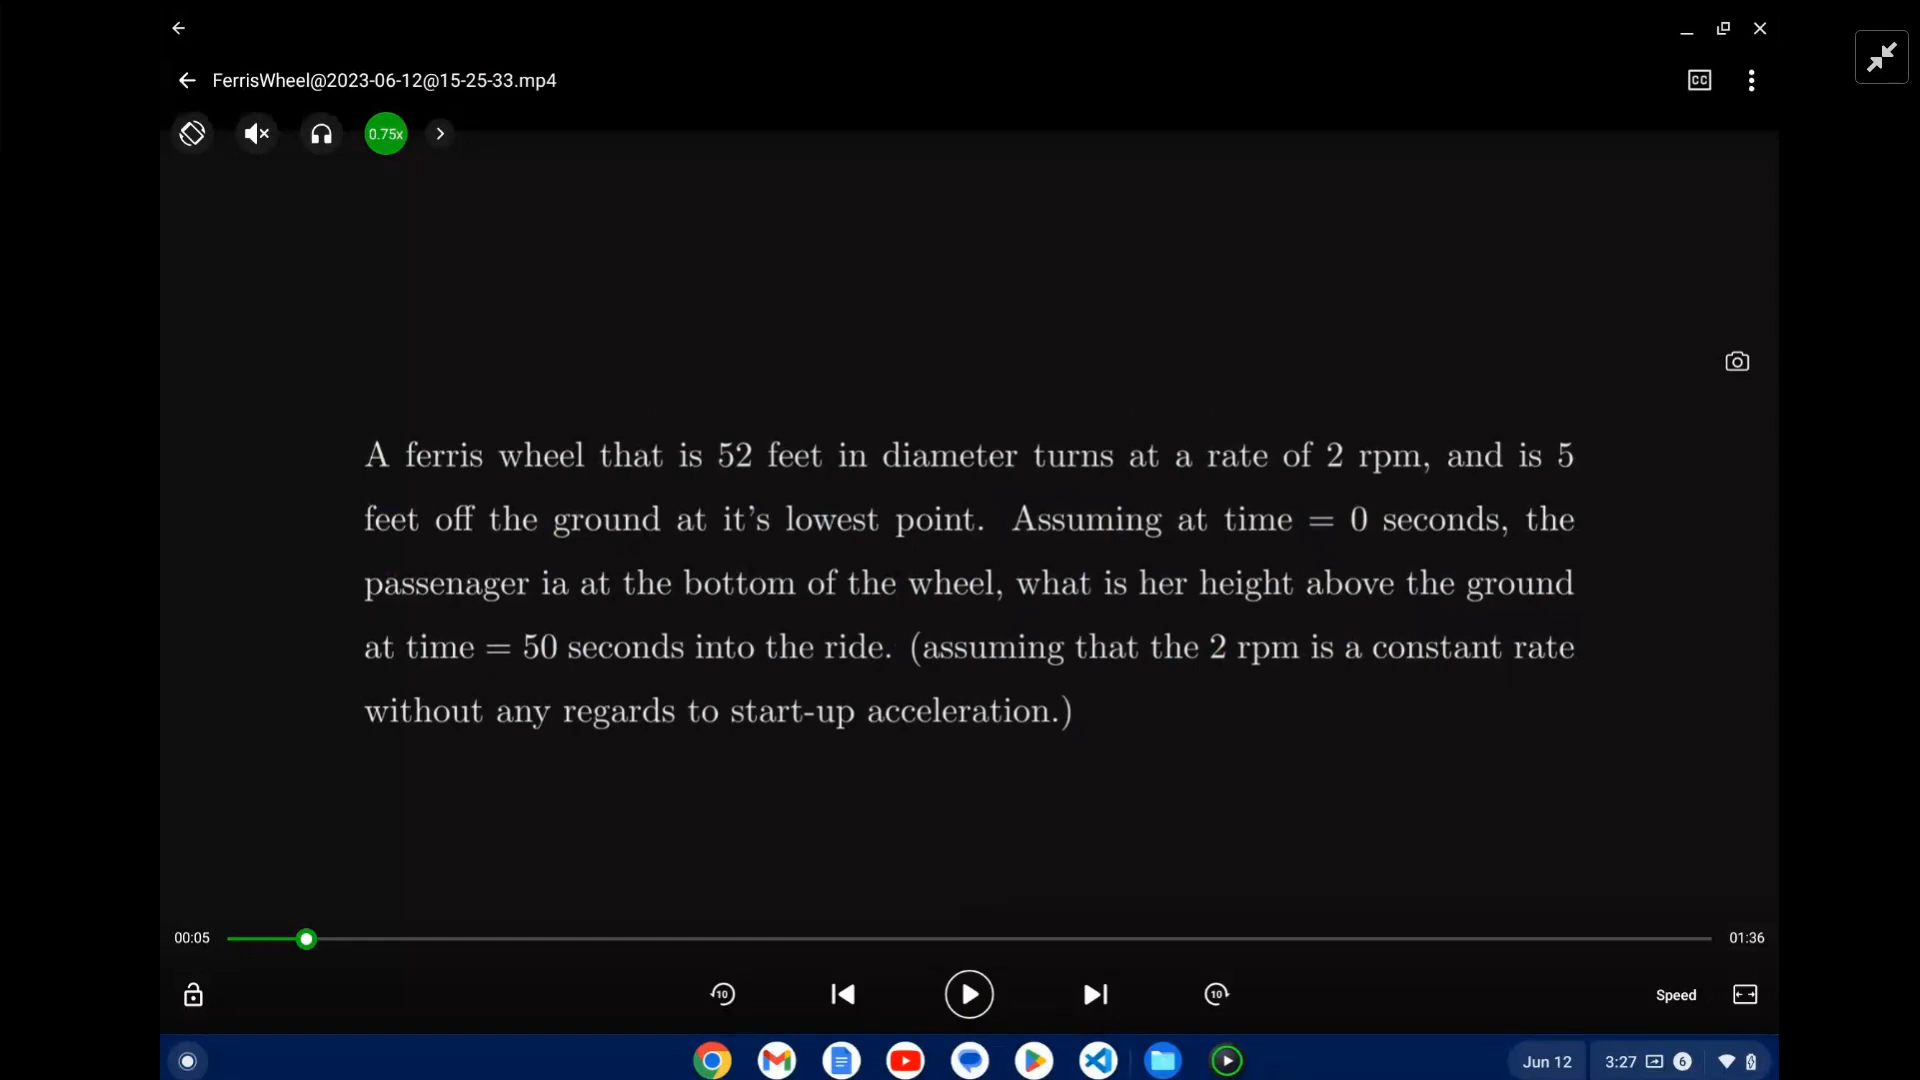 FerrisWheel@2023-06-12@15-25-33.mp4
CC
0.75x
A ferris wheel that is 52 feet in diameter turns at a rate of 2 rpm, and is 5
feet off the ground at it's lowest point. Assuming at time = 0 seconds, the
passenager ia at the bottom of the wheel, what is her height above the ground
at time = 50 seconds into the ride. (assuming that the 2 rpm is a constant rate
without any regards to start-up acceleration.)
00:05
01:36
10
10
Speed
Jun 12
3:27
6